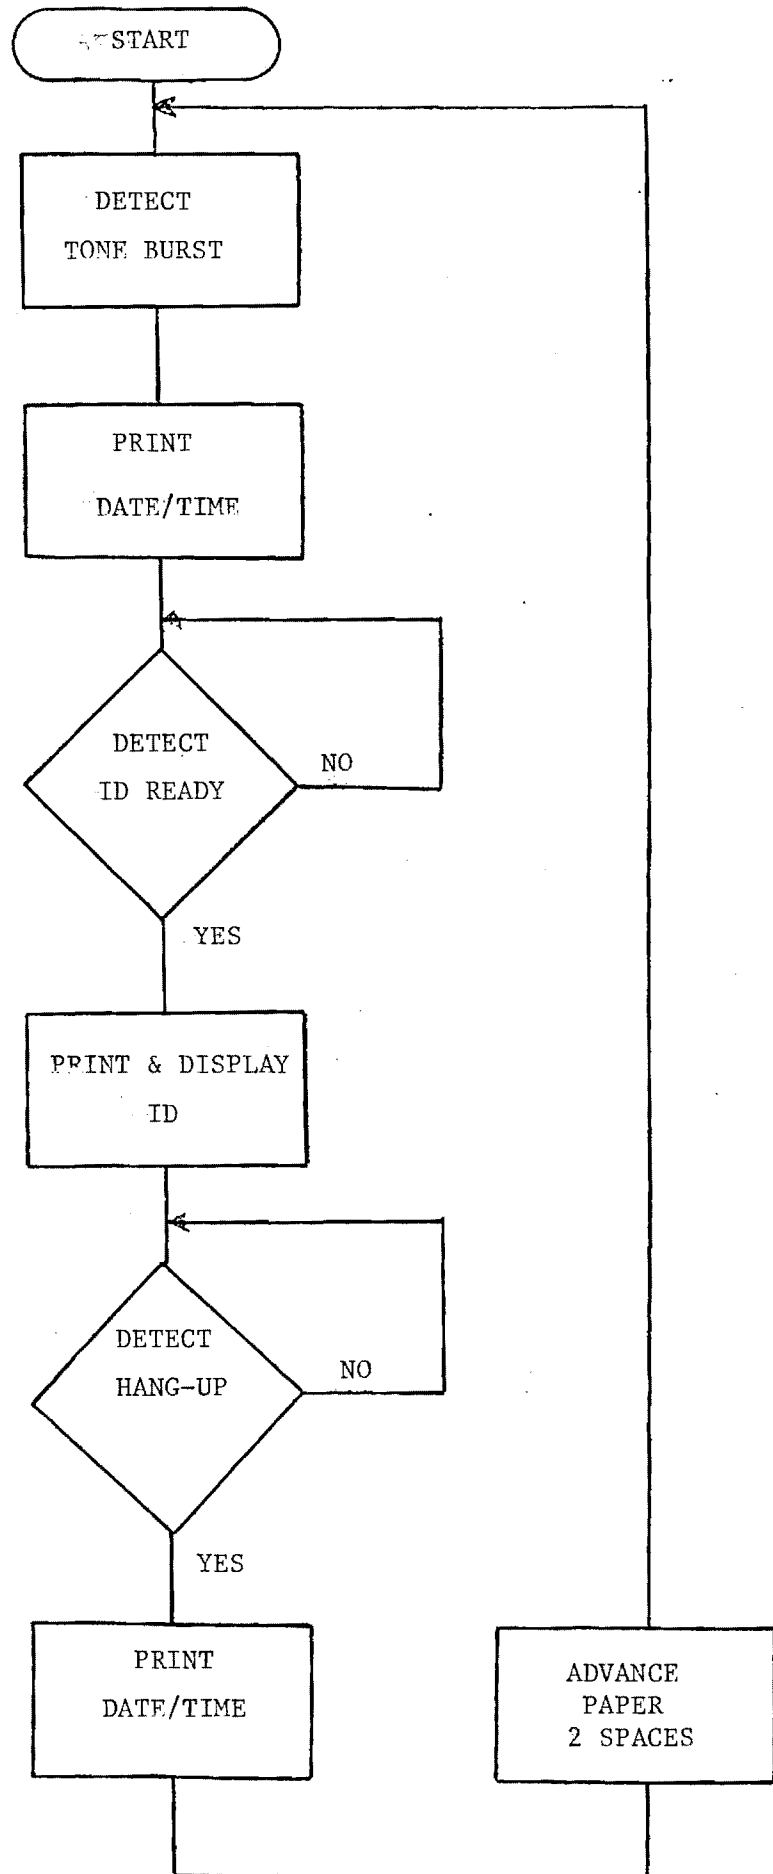 START
DETECT
TONE BURST
PRINT
DATE/TIME
DETECT
ID READY
NO
YES
PRINT & DISPLAY
ID
DETECT
HANG-UP
NO
YES
PRINT
DATE/TIME
ADVANCE
PAPER
2 SPACES